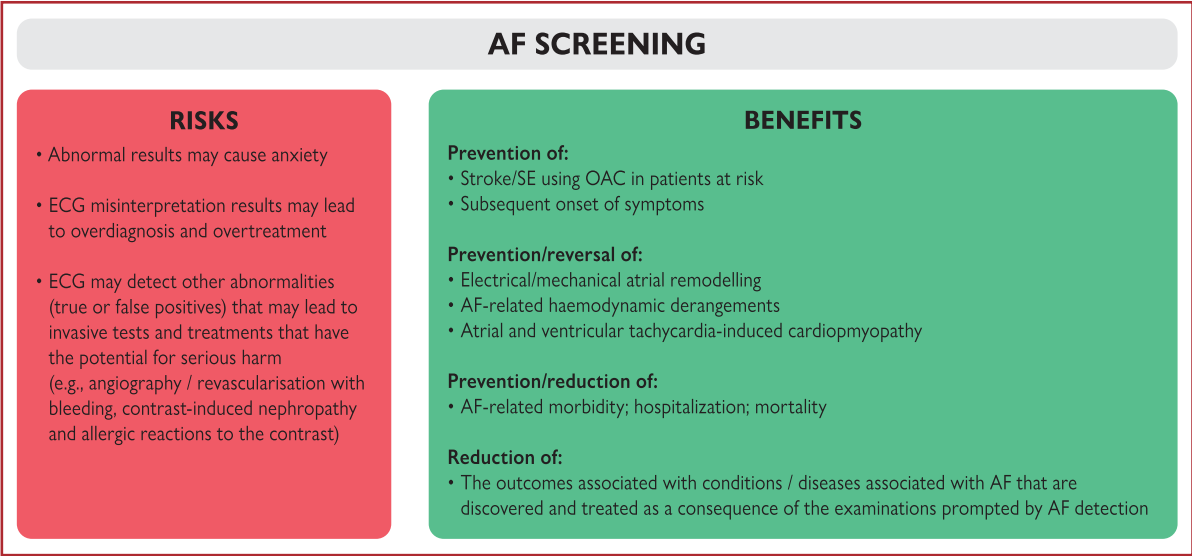 AF SCREENING
RISKS
• Abnormal results may cause anxiety
• ECG misinterpretation results may lead
to overdiagnosis and overtreatment
• ECG may detect other abnormalities
(true or false positives) that may lead to
invasive tests and treatments that have
the potential for serious harm
(e.g., angiography / revascularisation with
bleeding, contrast-induced nephropathy
and allergic reactions to the contrast)
BENEFITS
Prevention of:
• Stroke/SE using OAC in patients at risk
• Subsequent onset of symptoms
Prevention/reversal of:
• Electrical/mechanical atrial remodelling
• AF-related haemodynamic derangements
• Atrial and ventricular tachycardia-induced cardiopmyopathy
Prevention/reduction of:
• AF-related morbidity; hospitalization; mortality
Reduction of:
• The outcomes associated with conditions / diseases associated with AF that are
discovered and treated as a consequence of the examinations prompted by AF detection